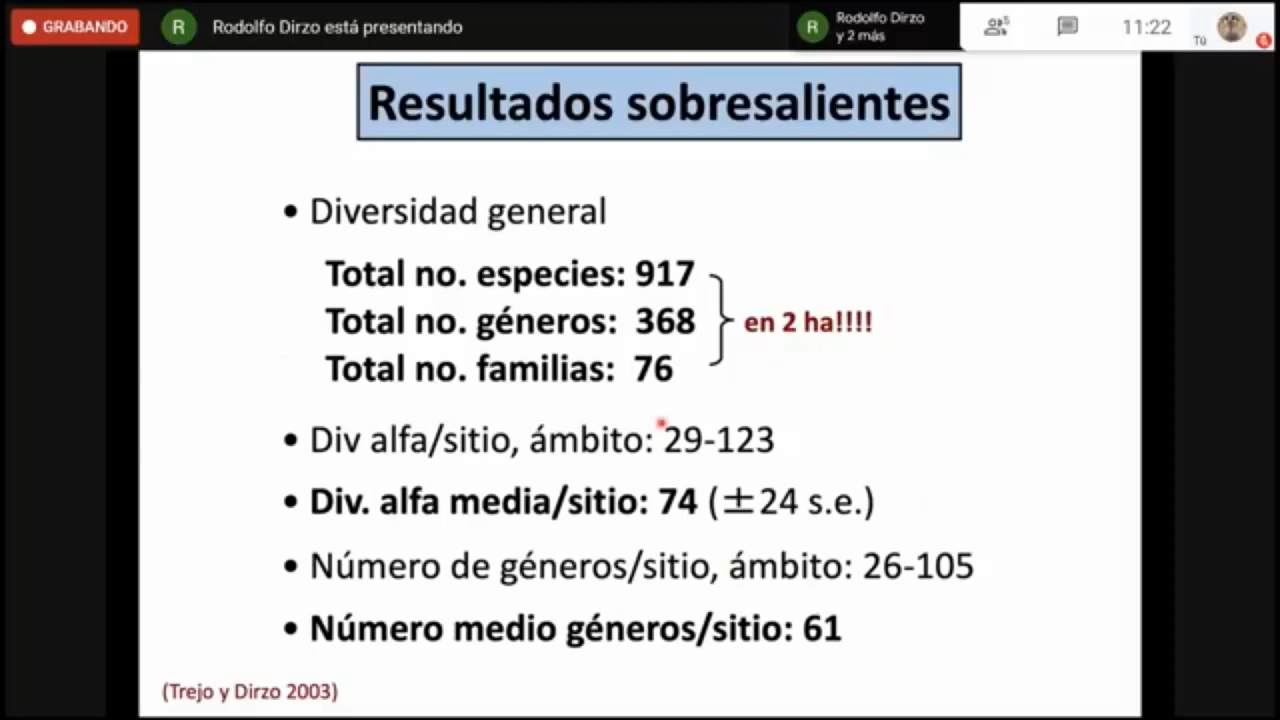 GRABANDO
R
Rodolfo Dirzo está presentando
R
Rodolfo Dirzo
y 2 más
5
11:22
Tú
Resultados sobresalientes
• Diversidad general
Total no. especies: 917
Total no. géneros: 368
en 2 ha!!!!
Total no. familias: 76
• Div alfa/sitio, ámbito: 29-123
• Div. alfa media/sitio: 74 (±24 s.e.)
• Número de géneros/sitio, ámbito: 26-105
• Número medio géneros/sitio: 61
(Trejo y Dirzo 2003)